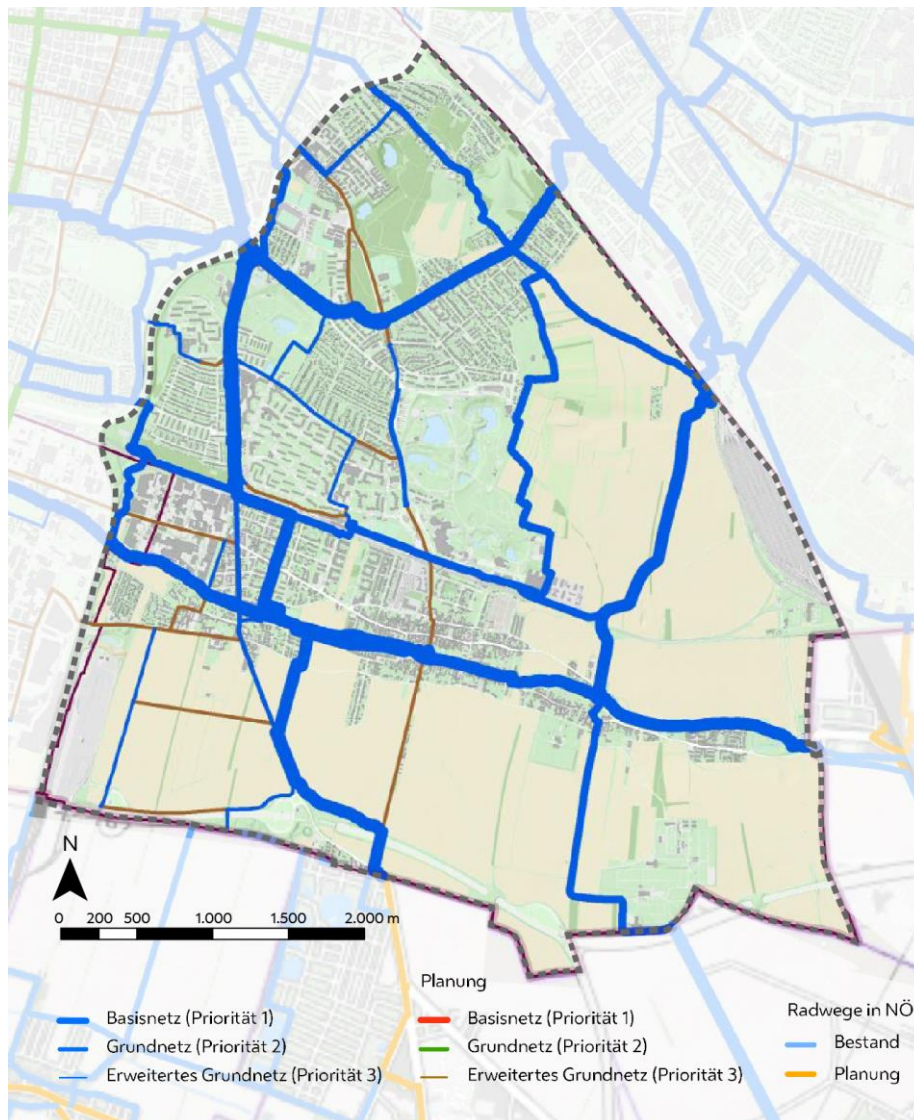 N
0 200 500 1.000 1.500 2.000 m
Basisnetz (Priorität 1)
Grundnetz (Priorität 2)
Erweitertes Grundnetz (Priorität 3)
Planung
Basisnetz (Priorität 1)
Grundnetz (Priorität 2)
Erweitertes Grundnetz (Priorität 3)
Radwege in NÖ
Bestand
Planung